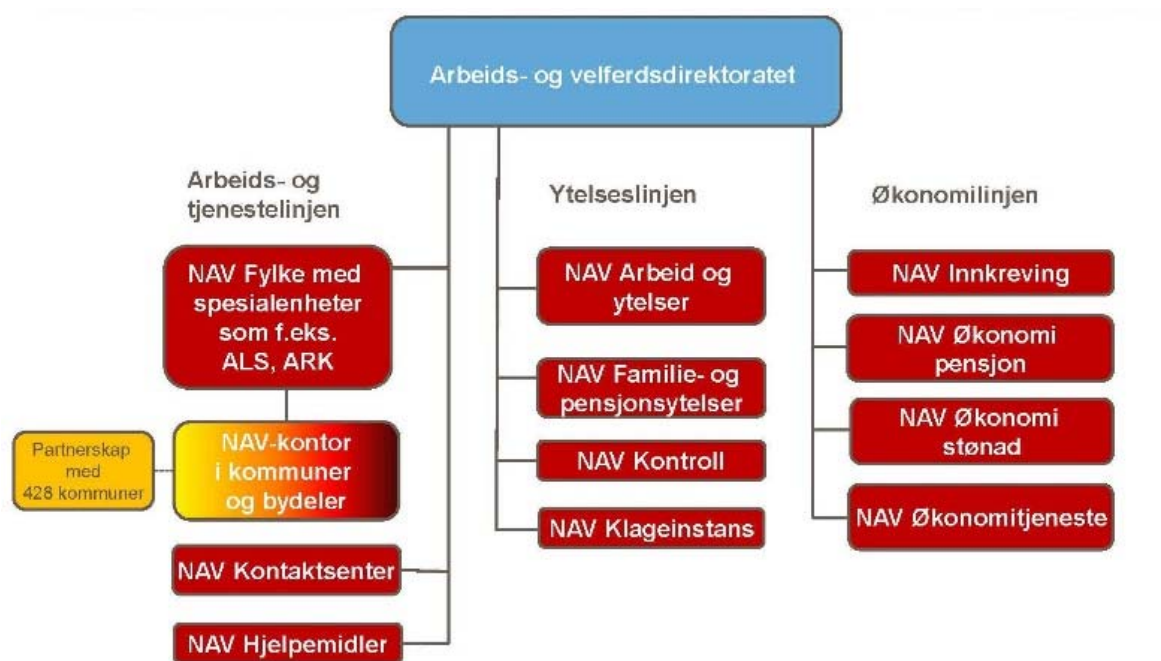 Arbeids- og velferdsdirektoratet
Arbeids- og
tjenestelinjen
NAV Fylke med
spesialenheter
som f.eks.
ALS, ARK
Partnerskap
med
428 kommuner
NAV-kontor
i kommuner
og bydeler
NAV Kontaktsenter
NAV Hjelpemidler
Ytelseslinjen
NAV Arbeid og
ytelser
NAV Familie- og
pensjonsytelser
NAV Kontroll
NAV Klageinstans
Økonomilinjen
NAV Innkreving
NAV Økonomi
pensjon
NAV Økonomi
stønad
NAV Økonomitjeneste